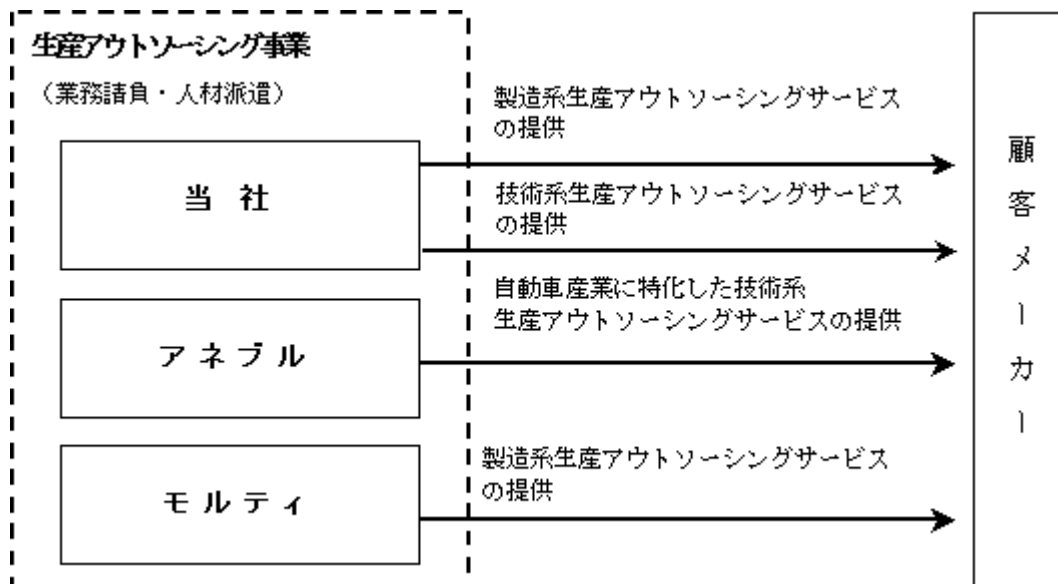 生産アウトソーシング事業
（業務請負・人材派遣）
製造系生産アウトソーシングサービス
の提供
当 社
技術系生産アウトソーシングサービス
の提供
自動車産業に特化した技術系
生産アウトソーシングサービスの提供
アネブル
製造系生産アウトソーシングサービス
の提供
モルティ
顧客メーカー